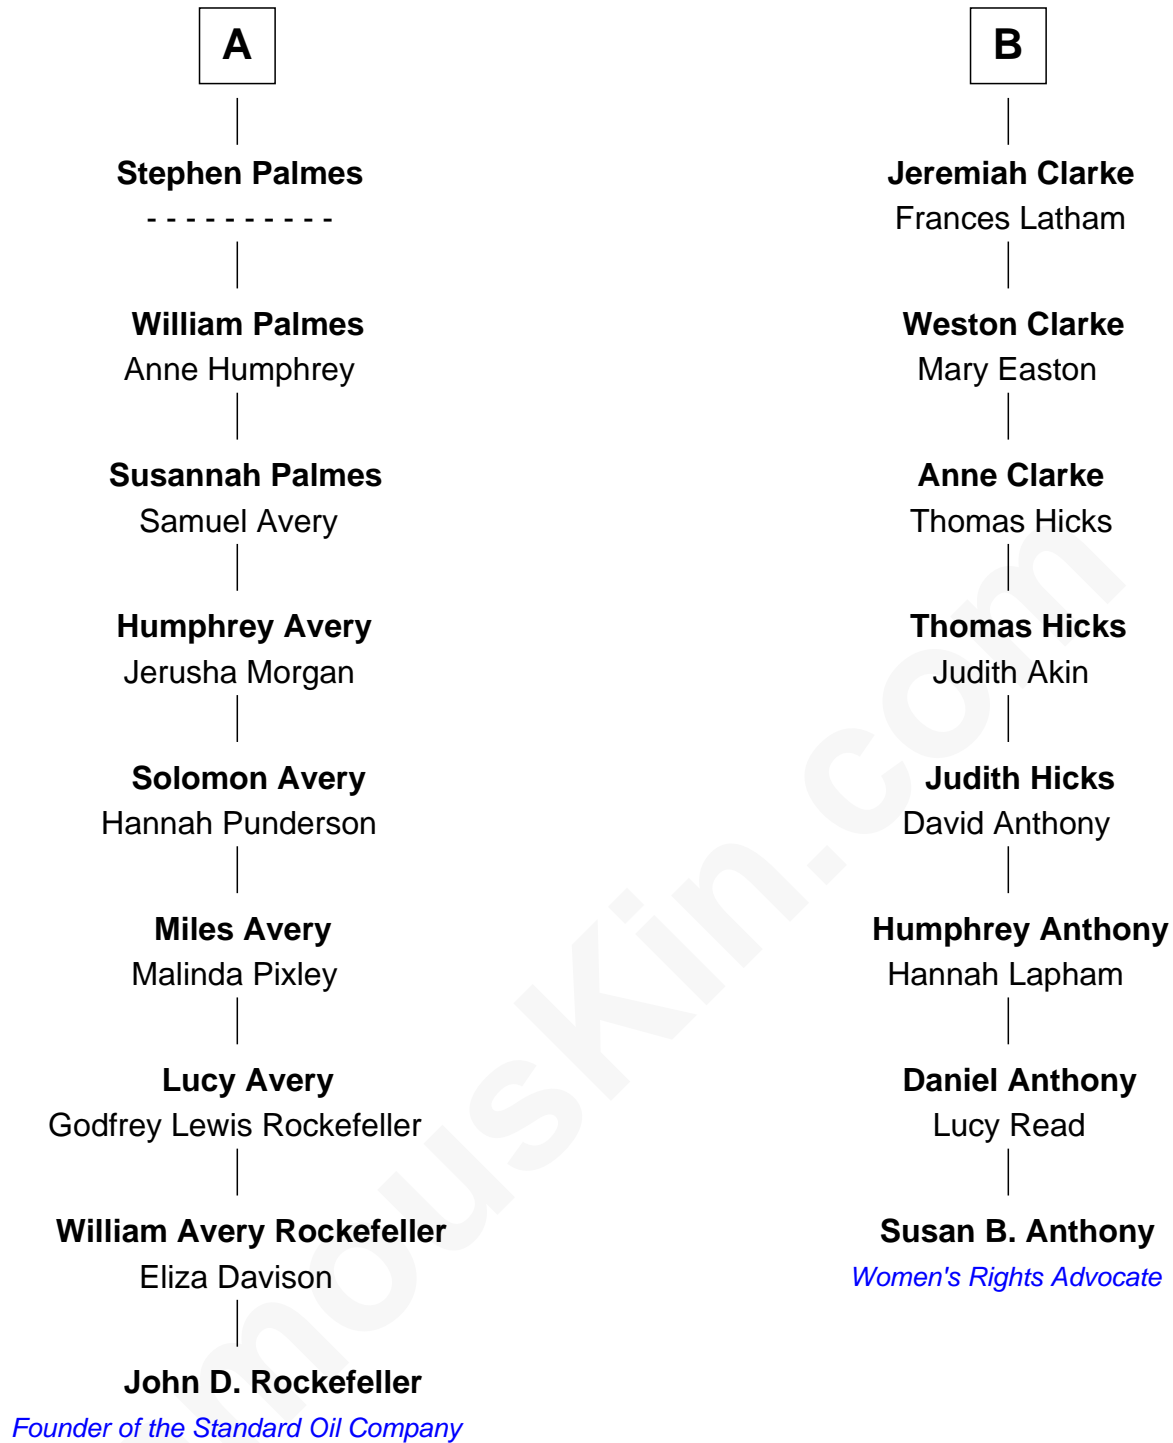 A
Stephen Palmes
- - - - - - - - - -
William Palmes
Anne Humphrey
Susannah Palmes
Samuel Avery
Humphrey Avery
Jerusha Morgan
Solomon Avery
Hannah Punderson
Miles Avery
Malinda Pixley
Lucy Avery
Godfrey Lewis Rockefeller
William Avery Rockefeller
Eliza Davison
John D. Rockefeller
Founder of the Standard Oil Company
B
Jeremiah Clarke
Frances Latham
Weston Clarke
Mary Easton
Anne Clarke
Thomas Hicks
Thomas Hicks
Judith Akin
Judith Hicks
David Anthony
Humphrey Anthony
Hannah Lapham
Daniel Anthony
Lucy Read
Susan B. Anthony
Women's Rights Advocate
mousKin.com